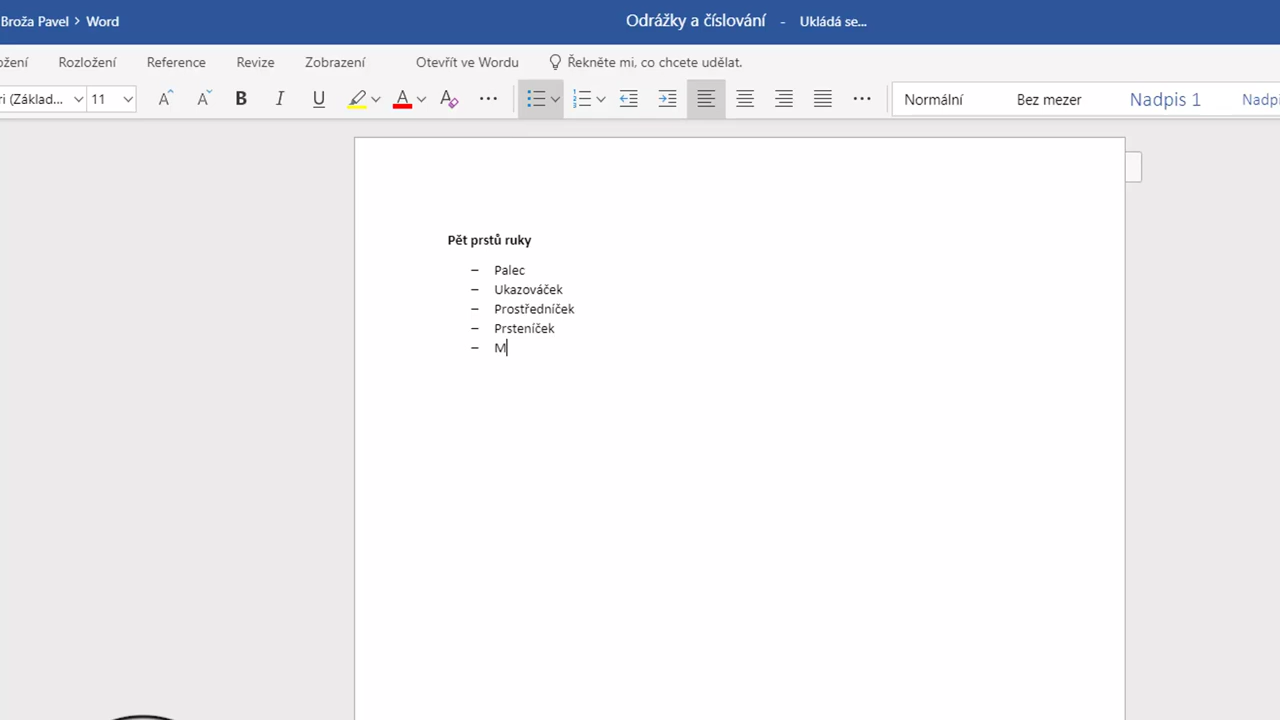 Broža Pavel > Word
Odrážky a číslování - Ukládá se...
ožení Rozložení Reference Revize Zobrazení Otevřít ve Wordu Řekněte mi, co chcete udělat.
ri (Základ... 11 B I U A Normální Bez mezer Nadpis 1 Nadpi
Pět prstů ruky
– Palec
– Ukazováček
– Prostředníček
– Prsteníček
– M